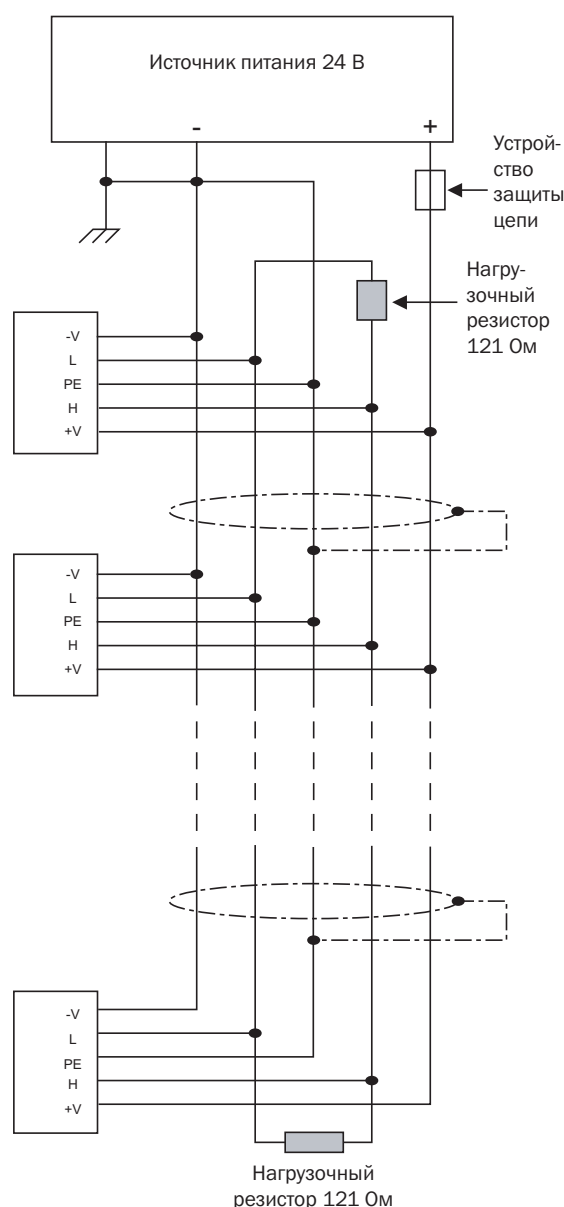 Источник питания 24 В
-
+
Устрой-
ство
защиты
цепи
Нагру-
зочный
резистор
121 Ом
-V
L
PE
H
+V
-V
L
PE
H
+V
-V
L
PE
H
+V
Нагрузочный
резистор 121 Ом